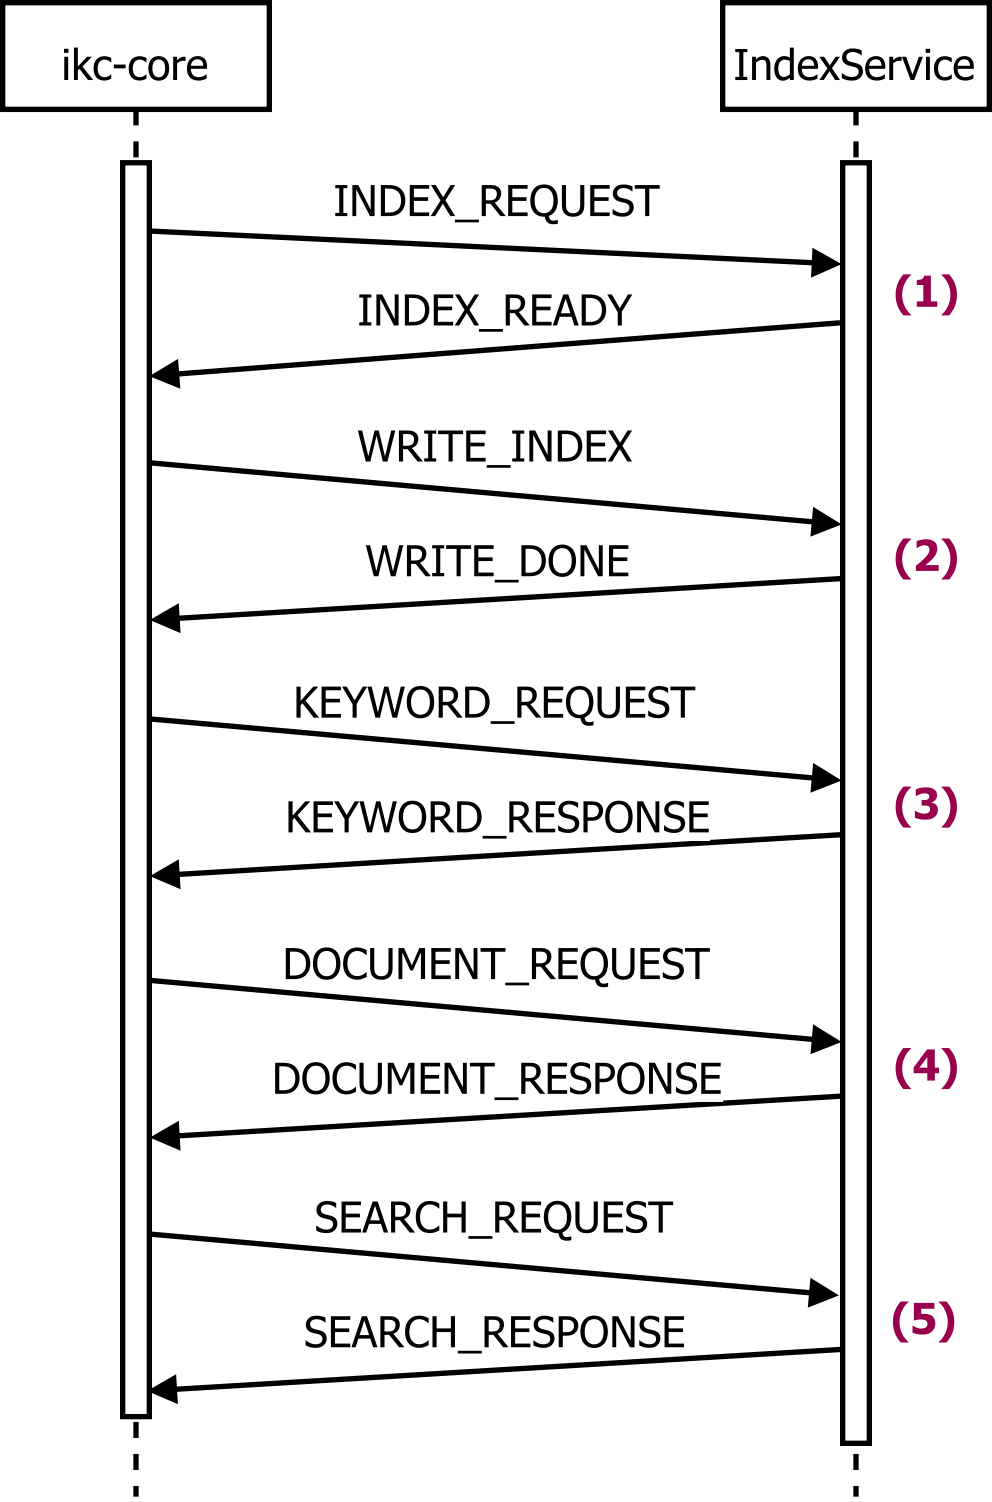 ikc-core
IndexService
INDEX_REQUEST
(1)
INDEX_READY
WRITE_INDEX
(2)
WRITE_DONE
KEYWORD_REQUEST
(3)
KEYWORD_RESPONSE
DOCUMENT_REQUEST
(4)
DOCUMENT_RESPONSE
SEARCH_REQUEST
(5)
SEARCH_RESPONSE